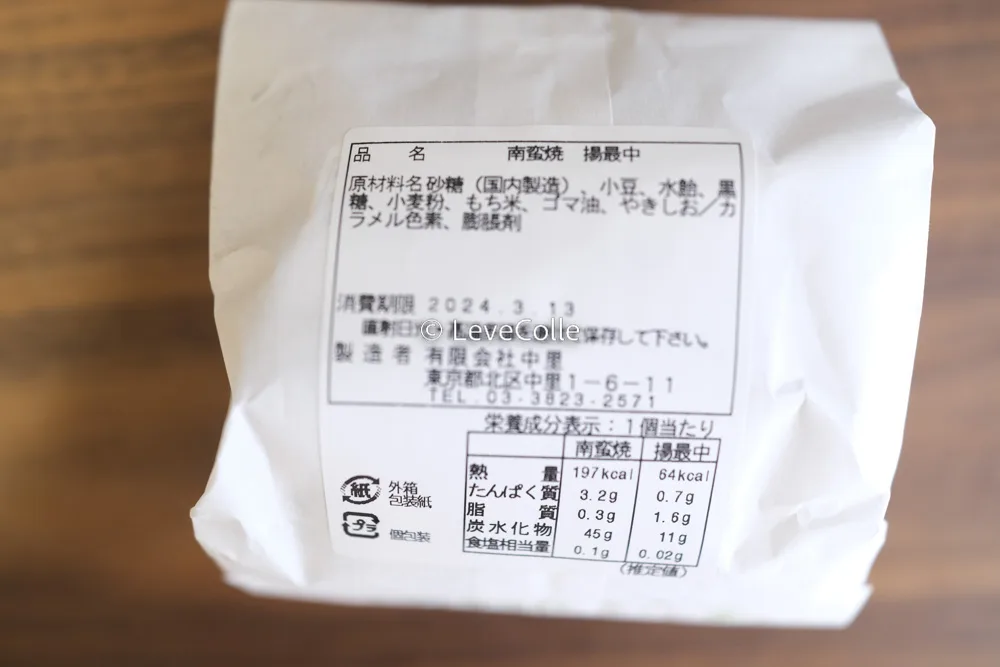 品 名 南蛮焼 揚最中
原材料名 砂糖（国内製造）、小豆、水飴、黒
糖、小麦粉、もち米、ゴマ油、やきしお／カ
ラメル色素、膨脹剤
消費期限 2024.3.13
直射日光 保存して下さい。
© LeveColle
製造者 有限会社中里
東京都北区中里1－6－11
TEL.03-3823-2571
栄養成分表示：1個当たり
南蛮焼 揚最中
熱量 197kcal 64kcal
たんぱく質 3.2g 0.7g
脂質 0.3g 1.6g
炭水化物 45g 11g
食塩相当量 0.1g 0.02g
（推定値）
紙 外箱
包装紙
プラ 個包装